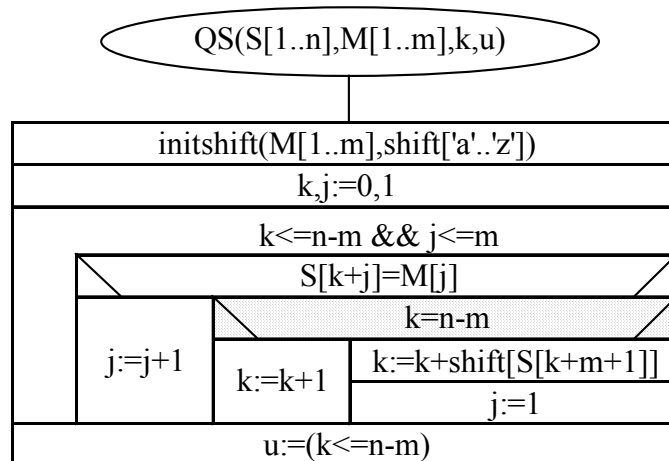 QS(S[1..n],M[1..m],k,u)
initshift(M[1..m],shift['a'..'z'])
k,j:=0,1
k<=n-m && j<=m
S[k+j]=M[j]
k=n-m
j:=j+1
k:=k+1
k:=k+shift[S[k+m+1]]
j:=1
u:=(k<=n-m)